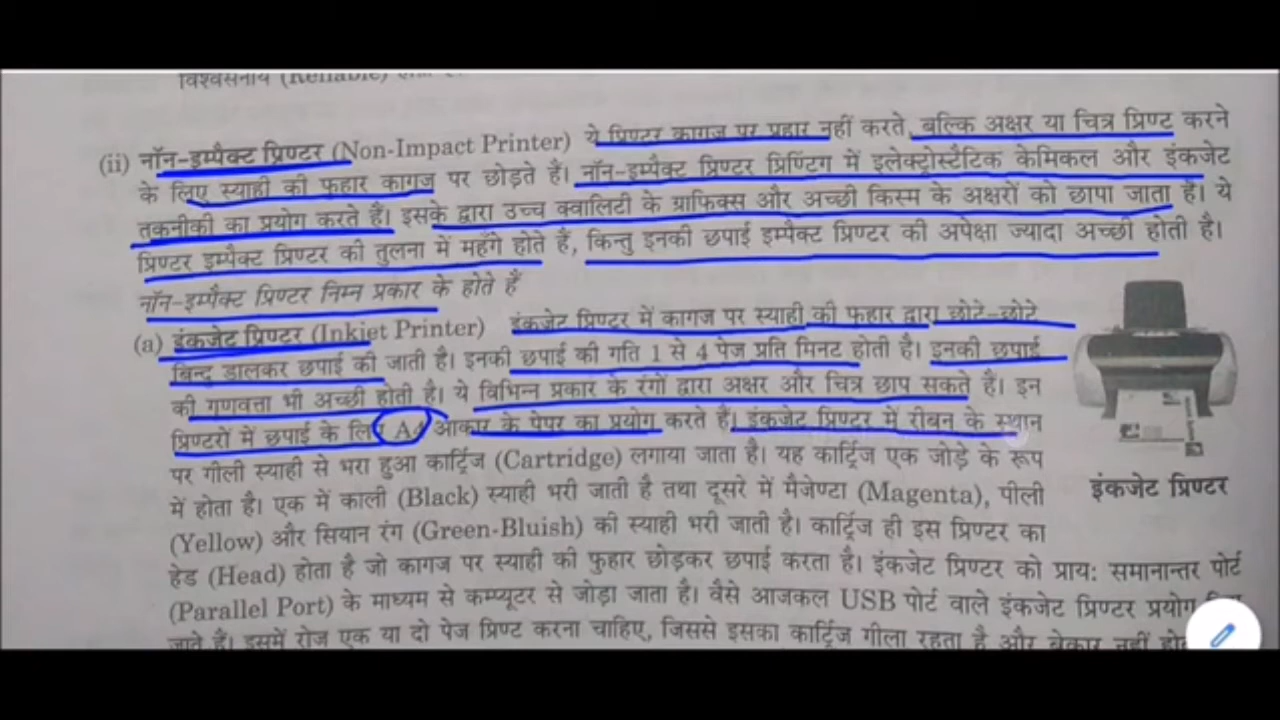 विश्वसनीय (Reliable)
(ii) नॉन-इम्पैक्ट प्रिण्टर (Non-Impact Printer) ये प्रिण्टर कागज पर प्रहार नहीं करते, बल्कि अक्षर या चित्र प्रिण्ट करने
के लिए स्याही की फुहार कागज पर छोड़ते हैं। नॉन-इम्पैक्ट प्रिण्टर प्रिण्टिंग में इलेक्ट्रोस्टैटिक केमिकल और इंकजेट
तकनीकी का प्रयोग करते हैं। इसके द्वारा उच्च क्वालिटी के ग्राफिक्स और अच्छी किस्म के अक्षरों को छापा जाता है। ये
प्रिण्टर इम्पैक्ट प्रिण्टर की तुलना में महँगे होते हैं, किन्तु इनकी छपाई इम्पैक्ट प्रिण्टर की अपेक्षा ज्यादा अच्छी होती है।
नॉन-इम्पैक्ट प्रिण्टर निम्न प्रकार के होते हैं
(a) इंकजेट प्रिण्टर (Inkjet Printer) इंकजेट प्रिण्टर में कागज पर स्याही की फुहार द्वारा छोटे-छोटे
बिन्दु डालकर छपाई की जाती है। इनकी छपाई की गति 1 से 4 पेज प्रति मिनट होती है। इनकी छपाई
की गुणवत्ता भी अच्छी होती है। ये विभिन्न प्रकार के रंगों द्वारा अक्षर और चित्र छाप सकते हैं। इन
प्रिण्टरों में छपाई के लिए A4 आकार के पेपर का प्रयोग करते हैं। इंकजेट प्रिण्टर में रीबन के स्थान
पर गीली स्याही से भरा हुआ कार्ट्रिज (Cartridge) लगाया जाता है। यह कार्ट्रिज एक जोड़े के रूप
में होता है। एक में काली (Black) स्याही भरी जाती है तथा दूसरे में मैजेण्टा (Magenta), पीली
इंकजेट प्रिण्टर
(Yellow) और सियान रंग (Green-Bluish) की स्याही भरी जाती है। कार्ट्रिज ही इस प्रिण्टर का
हेड (Head) होता है जो कागज पर स्याही की फुहार छोड़कर छपाई करता है। इंकजेट प्रिण्टर को प्राय: समानान्तर पोर्ट
(Parallel Port) के माध्यम से कम्प्यूटर से जोड़ा जाता है। वैसे आजकल USB पोर्ट वाले इंकजेट प्रिण्टर प्रयोग
जाते हैं। इसमें रोज एक या दो पेज प्रिण्ट करना चाहिए, जिससे इसका कार्ट्रिज गीला रहता है और बेकार नहीं